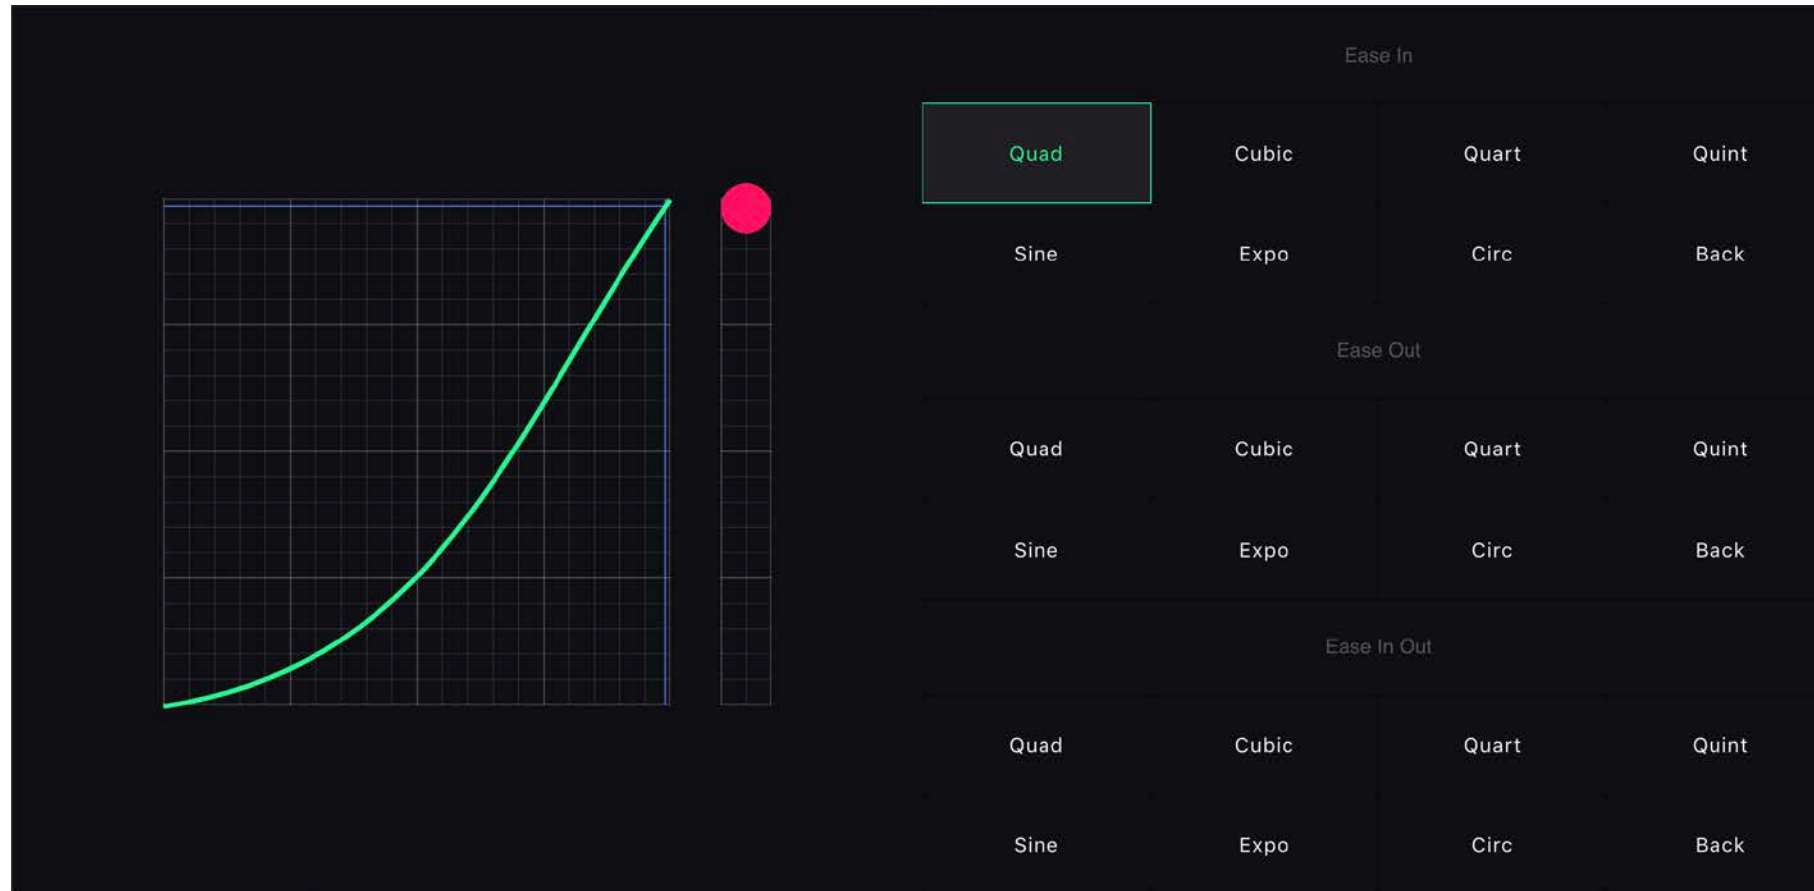 Ease In
Quad Cubic Quart Quint
Sine Expo Circ Back
Ease Out
Quad Cubic Quart Quint
Sine Expo Circ Back
Ease In Out
Quad Cubic Quart Quint
Sine Expo Circ Back